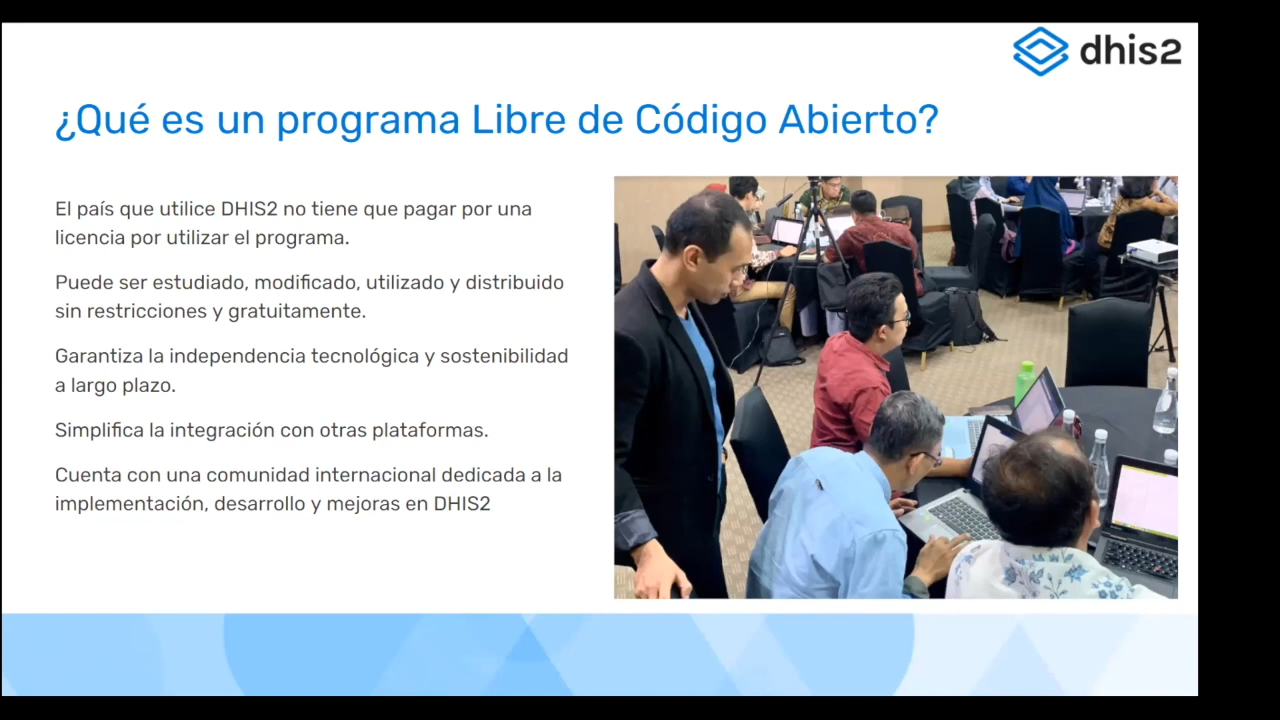 dhis2
¿Qué es un programa Libre de Código Abierto?
El país que utilice DHIS2 no tiene que pagar por una
licencia por utilizar el programa.
Puede ser estudiado, modificado, utilizado y distribuido
sin restricciones y gratuitamente.
Garantiza la independencia tecnológica y sostenibilidad
a largo plazo.
Simplifica la integración con otras plataformas.
Cuenta con una comunidad internacional dedicada a la
implementación, desarrollo y mejoras en DHIS2